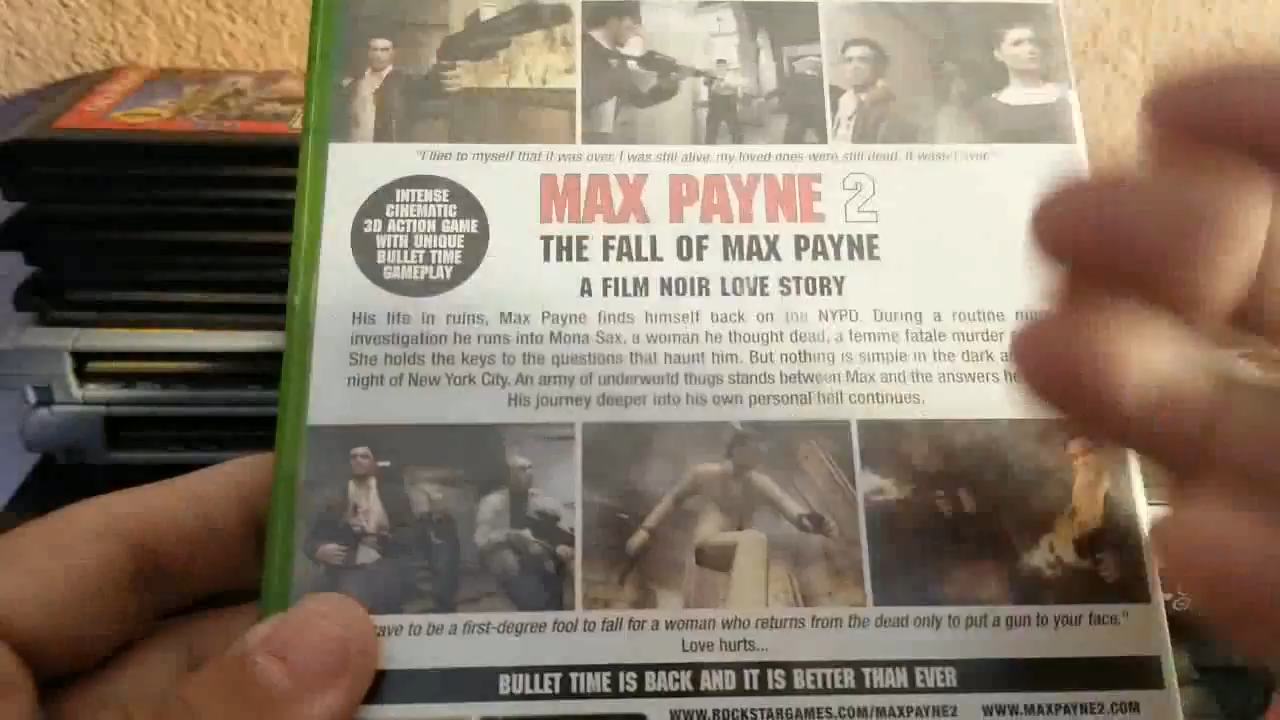 "I lied to myself that it was over. I was still alive, my loved ones were still dead. It wasn't over."
INTENSE
CINEMATIC
3D ACTION GAME
WITH UNIQUE
BULLET TIME
GAMEPLAY
MAX PAYNE 2
THE FALL OF MAX PAYNE
A FILM NOIR LOVE STORY
His life in ruins, Max Payne finds himself back on the NYPD. During a routine
investigation he runs into Mona Sax, a woman he thought dead, a femme fatale murder
She holds the keys to the questions that haunt him. But nothing is simple in the dark
night of New York City. An army of underworld thugs stands between Max and the answers
His journey deeper into his own personal hell continues.
to be a first-degree fool to fall for a woman who returns from the dead only to put a gun to your face."
Love hurts...
BULLET TIME IS BACK AND IT IS BETTER THAN EVER
WWW.ROCKSTARGAMES.COM/MAXPAYNE2 WWW.MAXPAYNE2.COM